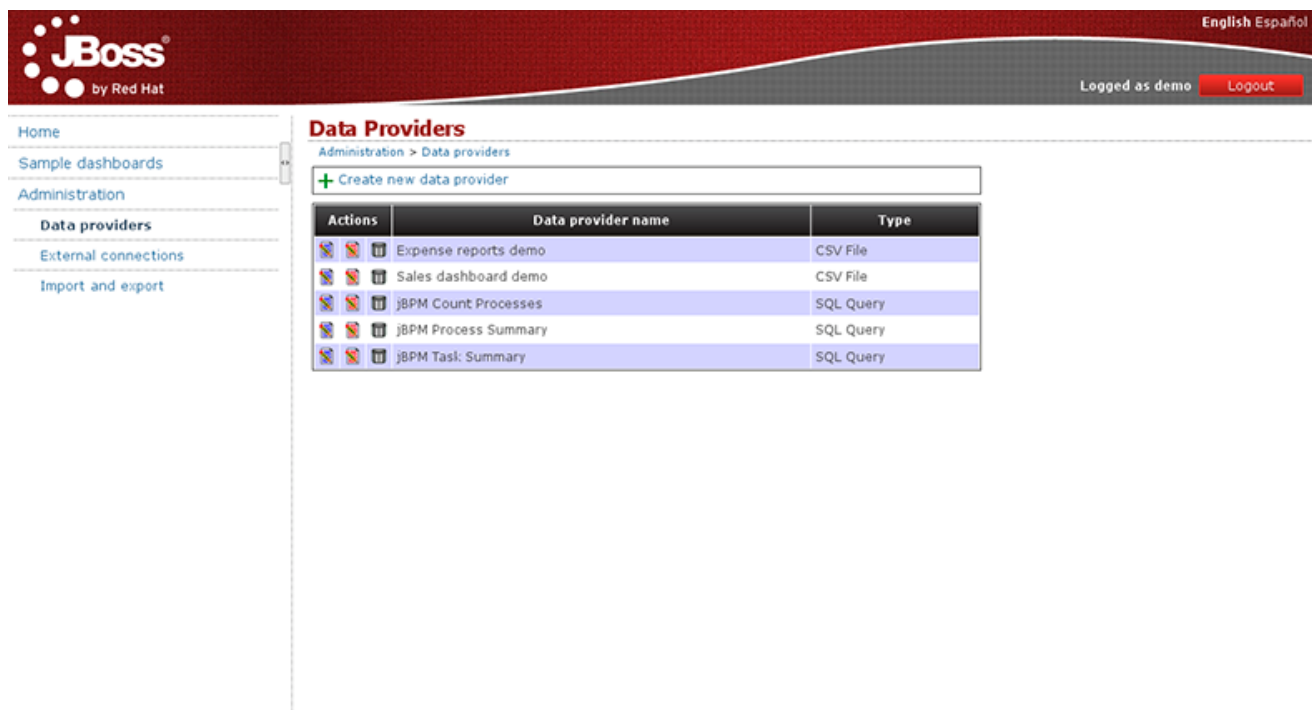 English Español
JBoss®
by Red Hat
Logged as demo Logout
Home
Sample dashboards
Administration
Data providers
External connections
Import and export
Data Providers
Administration > Data providers
Create new data provider
Actions Data provider name Type
Expense reports demo CSV File
Sales dashboard demo CSV File
jBPM Count Processes SQL Query
jBPM Process Summary SQL Query
jBPM Task Summary SQL Query